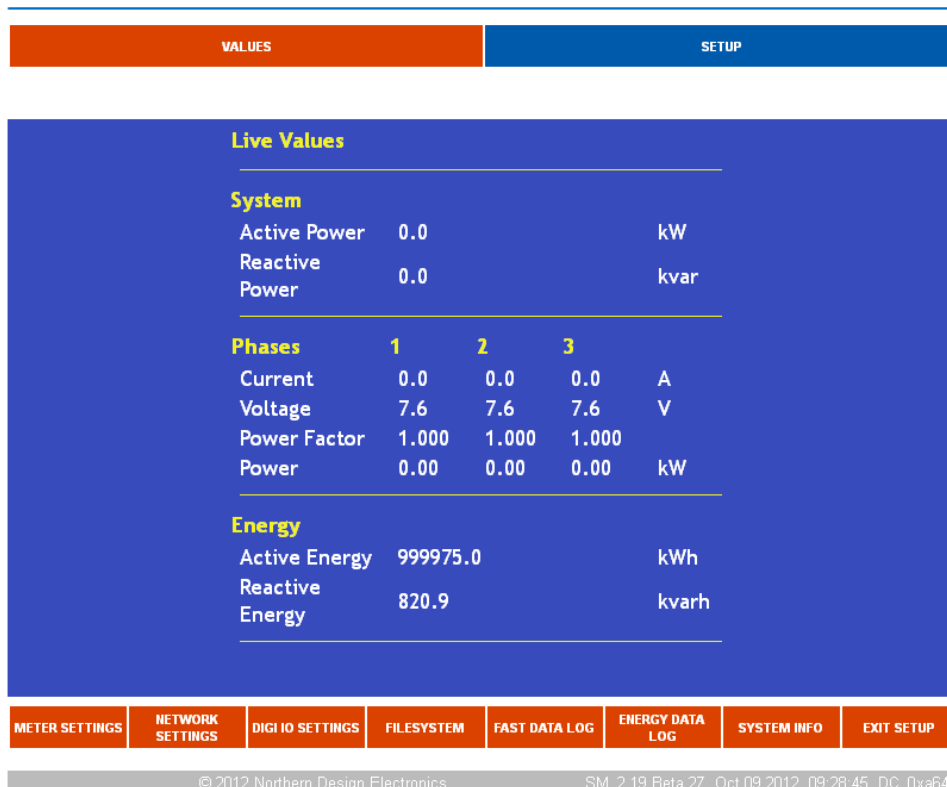 VALUES SETUP
Live Values
System
Active Power 0.0 kW
Reactive
Power 0.0 kvar
Phases 1 2 3
Current 0.0 0.0 0.0 A
Voltage 7.6 7.6 7.6 V
Power Factor 1.000 1.000 1.000
Power 0.00 0.00 0.00 kW
Energy
Active Energy 999975.0 kWh
Reactive
Energy 820.9 kvarh
METER SETTINGS NETWORK SETTINGS DIGI IO SETTINGS FILESYSTEM FAST DATA LOG ENERGY DATA LOG SYSTEM INFO EXIT SETUP
© 2012 Northern Design Electronics SM 2.19 Beta 27 Oct 09 2012 09:28:45 DC 0xa64